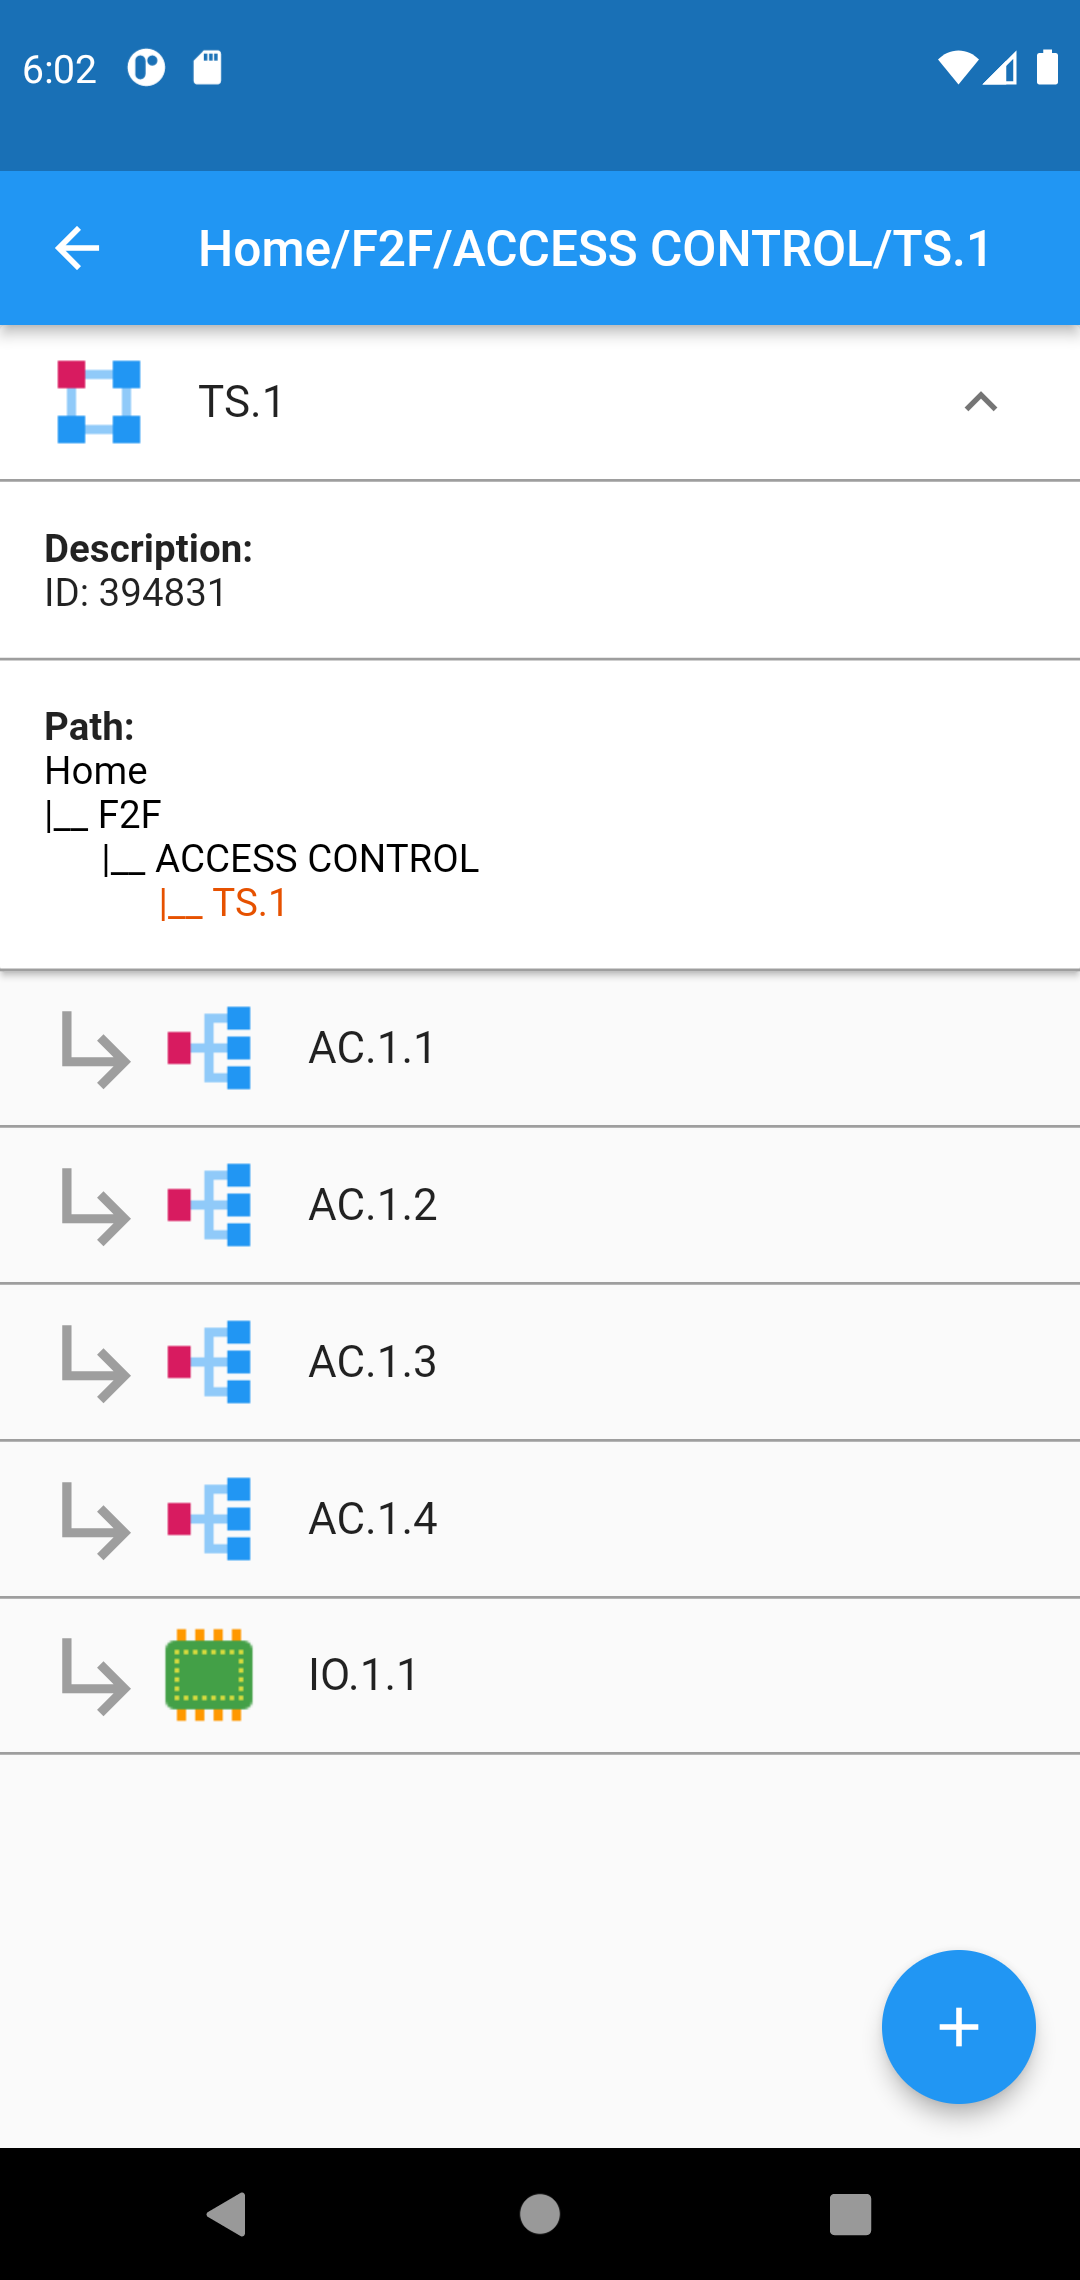 6:02
Home/F2F/ACCESS CONTROL/TS.1
TS.1
Description:
ID: 394831
Path:
Home
|__ F2F
|__ ACCESS CONTROL
|__ TS.1
AC.1.1
AC.1.2
AC.1.3
AC.1.4
IO.1.1